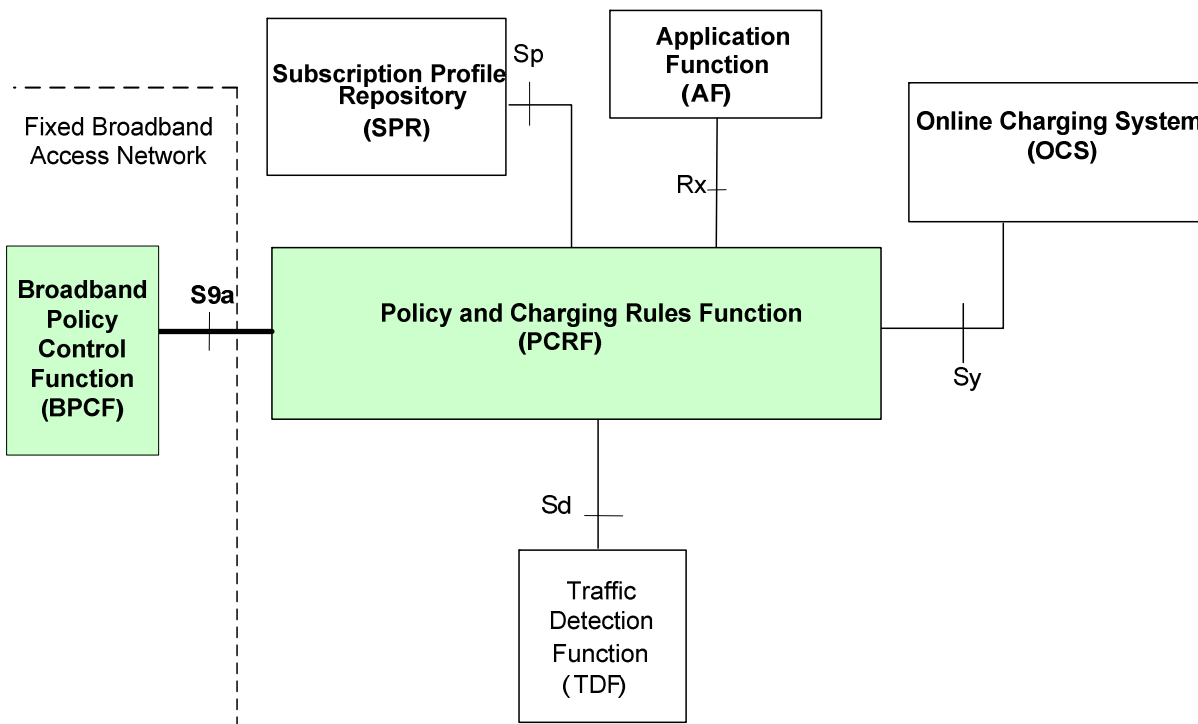 Sp
Subscription Profile
Repository
(SPR)
Application
Function
(AF)
Online Charging System
(OCS)
Fixed Broadband
Access Network
Rx
Broadband
Policy
Control
Function
(BPCF)
S9a
Policy and Charging Rules Function
(PCRF)
Sy
Sd
Traffic
Detection
Function
(TDF)